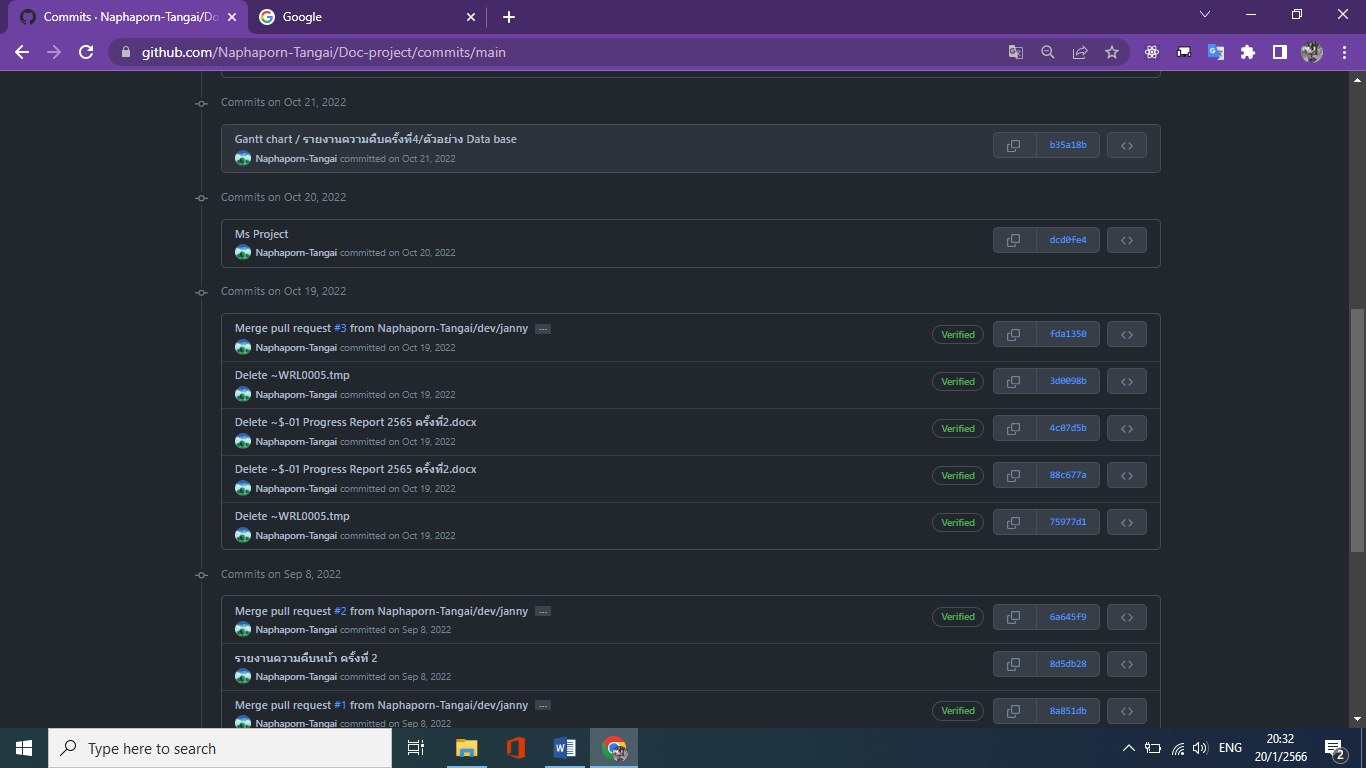 Commits · Naphaporn-Tangai/Do
Google
github.com/Naphaporn-Tangai/Doc-project/commits/main
Commits on Oct 21, 2022
Gantt chart / รายงานความคืบครั้งที่4/ตัวอย่าง Data base
b35a18b
Naphaporn-Tangai committed on Oct 21, 2022
Commits on Oct 20, 2022
Ms Project
dcd0fe4
Naphaporn-Tangai committed on Oct 20, 2022
Commits on Oct 19, 2022
Merge pull request #3 from Naphaporn-Tangai/dev/janny ...
Verified fda1350
Naphaporn-Tangai committed on Oct 19, 2022
Delete ~WRL0005.tmp
Verified 3d0098b
Naphaporn-Tangai committed on Oct 19, 2022
Delete ~$-01 Progress Report 2565 ครั้งที่2.docx
Verified 4c07d5b
Naphaporn-Tangai committed on Oct 19, 2022
Delete ~$-01 Progress Report 2565 ครั้งที่2.docx
Verified 88c677a
Naphaporn-Tangai committed on Oct 19, 2022
Delete ~WRL0005.tmp
Verified 75977d1
Naphaporn-Tangai committed on Oct 19, 2022
Commits on Sep 8, 2022
Merge pull request #2 from Naphaporn-Tangai/dev/janny ...
Verified 6a645f9
Naphaporn-Tangai committed on Sep 8, 2022
รายงานความคืบหน้า ครั้งที่ 2
8d5db28
Naphaporn-Tangai committed on Sep 8, 2022
Merge pull request #1 from Naphaporn-Tangai/dev/janny ...
Verified 8a851db
Naphaporn-Tangai committed on Sep 8, 2022
Type here to search
ENG
20:32
20/1/2566
2